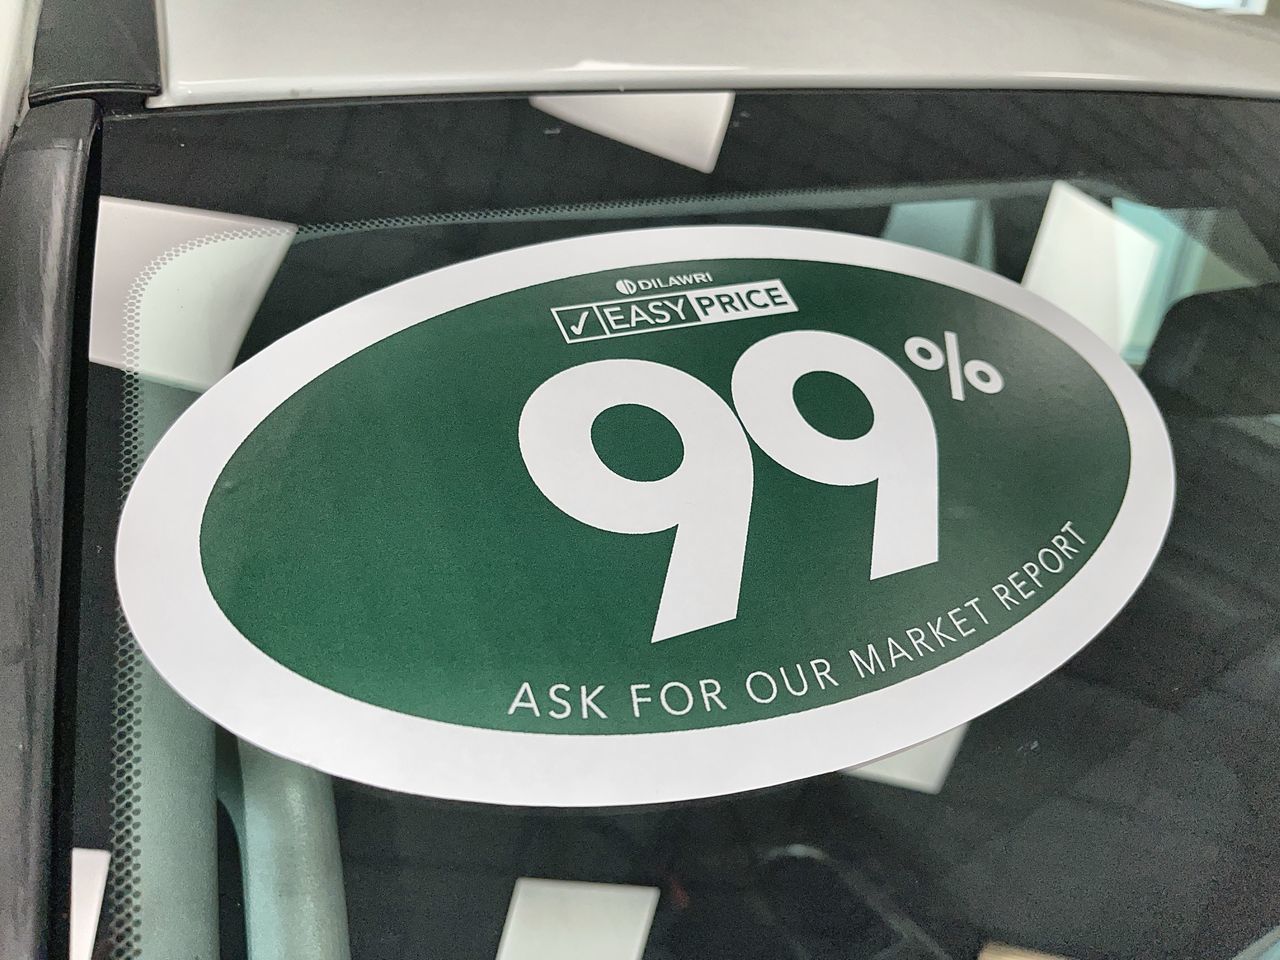 DILAWRI
✓ EASY PRICE
99%
ASK FOR OUR MARKET REPORT